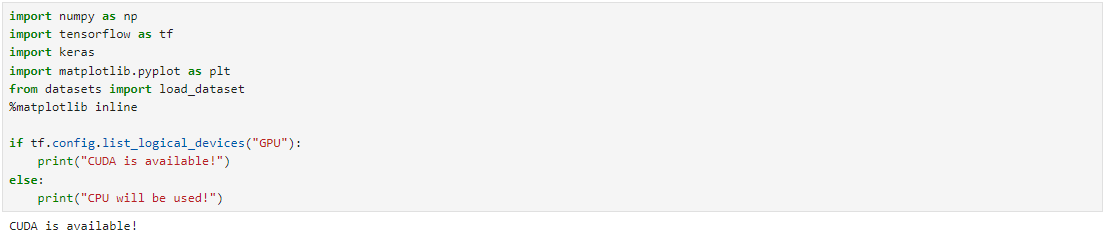 import numpy as np
import tensorflow as tf
import keras
import matplotlib.pyplot as plt
from datasets import load_dataset
%matplotlib inline

if tf.config.list_logical_devices("GPU"):
    print("CUDA is available!")
else:
    print("CPU will be used!")
CUDA is available!